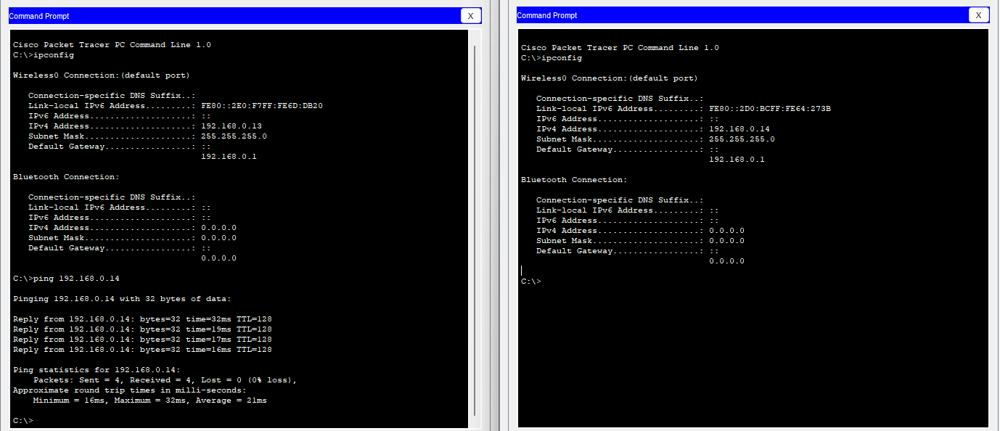 Command Prompt
X
Cisco Packet Tracer PC Command Line 1.0
C:\>ipconfig
Wireless0 Connection:(default port)
Connection-specific DNS Suffix..:
Link-local IPv6 Address.........: FE80::2E0:F7FF:FE6D:DB20
IPv6 Address....................: ::
IPv4 Address....................: 192.168.0.13
Subnet Mask.....................: 255.255.255.0
Default Gateway.................: ::
192.168.0.1
Bluetooth Connection:
Connection-specific DNS Suffix..:
Link-local IPv6 Address.........: ::
IPv6 Address....................: ::
IPv4 Address....................: 0.0.0.0
Subnet Mask.....................: 0.0.0.0
Default Gateway.................: ::
0.0.0.0
C:\>ping 192.168.0.14
Pinging 192.168.0.14 with 32 bytes of data:
Reply from 192.168.0.14: bytes=32 time=32ms TTL=128
Reply from 192.168.0.14: bytes=32 time=19ms TTL=128
Reply from 192.168.0.14: bytes=32 time=17ms TTL=128
Reply from 192.168.0.14: bytes=32 time=16ms TTL=128
Ping statistics for 192.168.0.14:
Packets: Sent = 4, Received = 4, Lost = 0 (0% loss),
Approximate round trip times in milli-seconds:
Minimum = 16ms, Maximum = 32ms, Average = 21ms
C:\>
Command Prompt
X
Cisco Packet Tracer PC Command Line 1.0
C:\>ipconfig
Wireless0 Connection:(default port)
Connection-specific DNS Suffix..:
Link-local IPv6 Address.........: FE80::2D0:BCFF:FE64:273B
IPv6 Address....................: ::
IPv4 Address....................: 192.168.0.14
Subnet Mask.....................: 255.255.255.0
Default Gateway.................: ::
192.168.0.1
Bluetooth Connection:
Connection-specific DNS Suffix..:
Link-local IPv6 Address.........: ::
IPv6 Address....................: ::
IPv4 Address....................: 0.0.0.0
Subnet Mask.....................: 0.0.0.0
Default Gateway.................: ::
0.0.0.0
C:\>